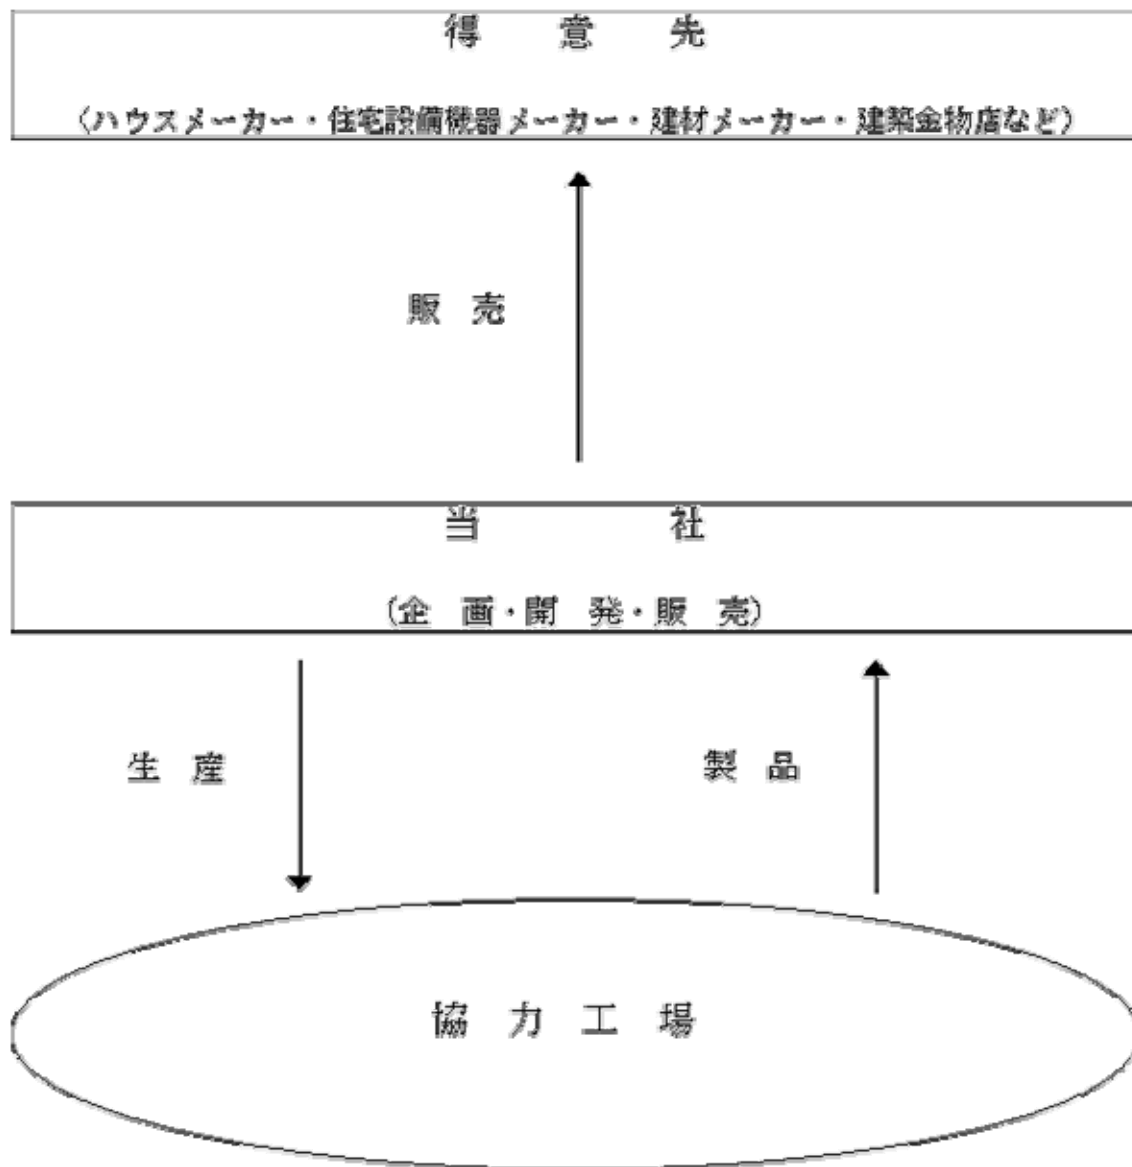 得 意 先
(ハウスメーカー・住宅設備機器メーカー・建材メーカー・建築金物店など)
販 売
当 社
(企 画・開 発・販 売)
生 産 製 品
協 力 工 場